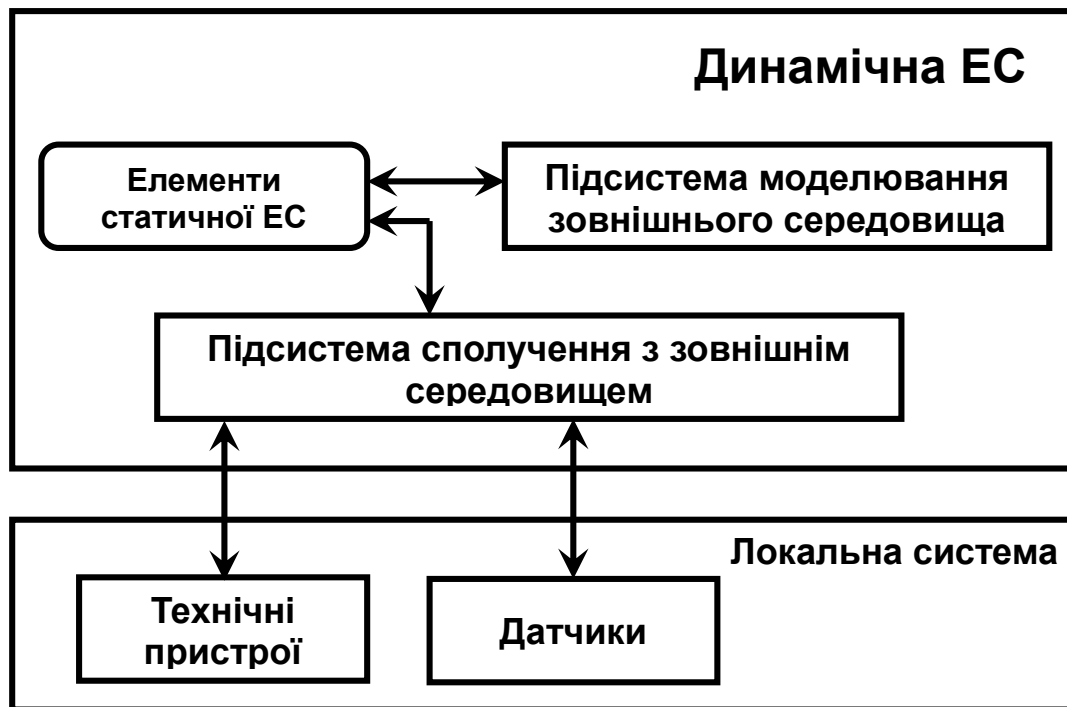 Динамічна ЕС
Елементи
статичної ЕС
Підсистема моделювання
зовнішнього середовища
Підсистема сполучення з зовнішнім
середовищем
Локальна система
Технічні
пристрої
Датчики